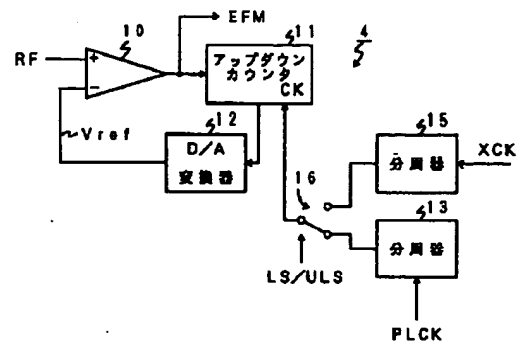 EFM
10
11
4
RF
+
-
アップダウン
カウンタ
CK
Vref
12
D/A
変換器
15
分周器
XCK
16
13
分周器
LS/ULS
PLCK